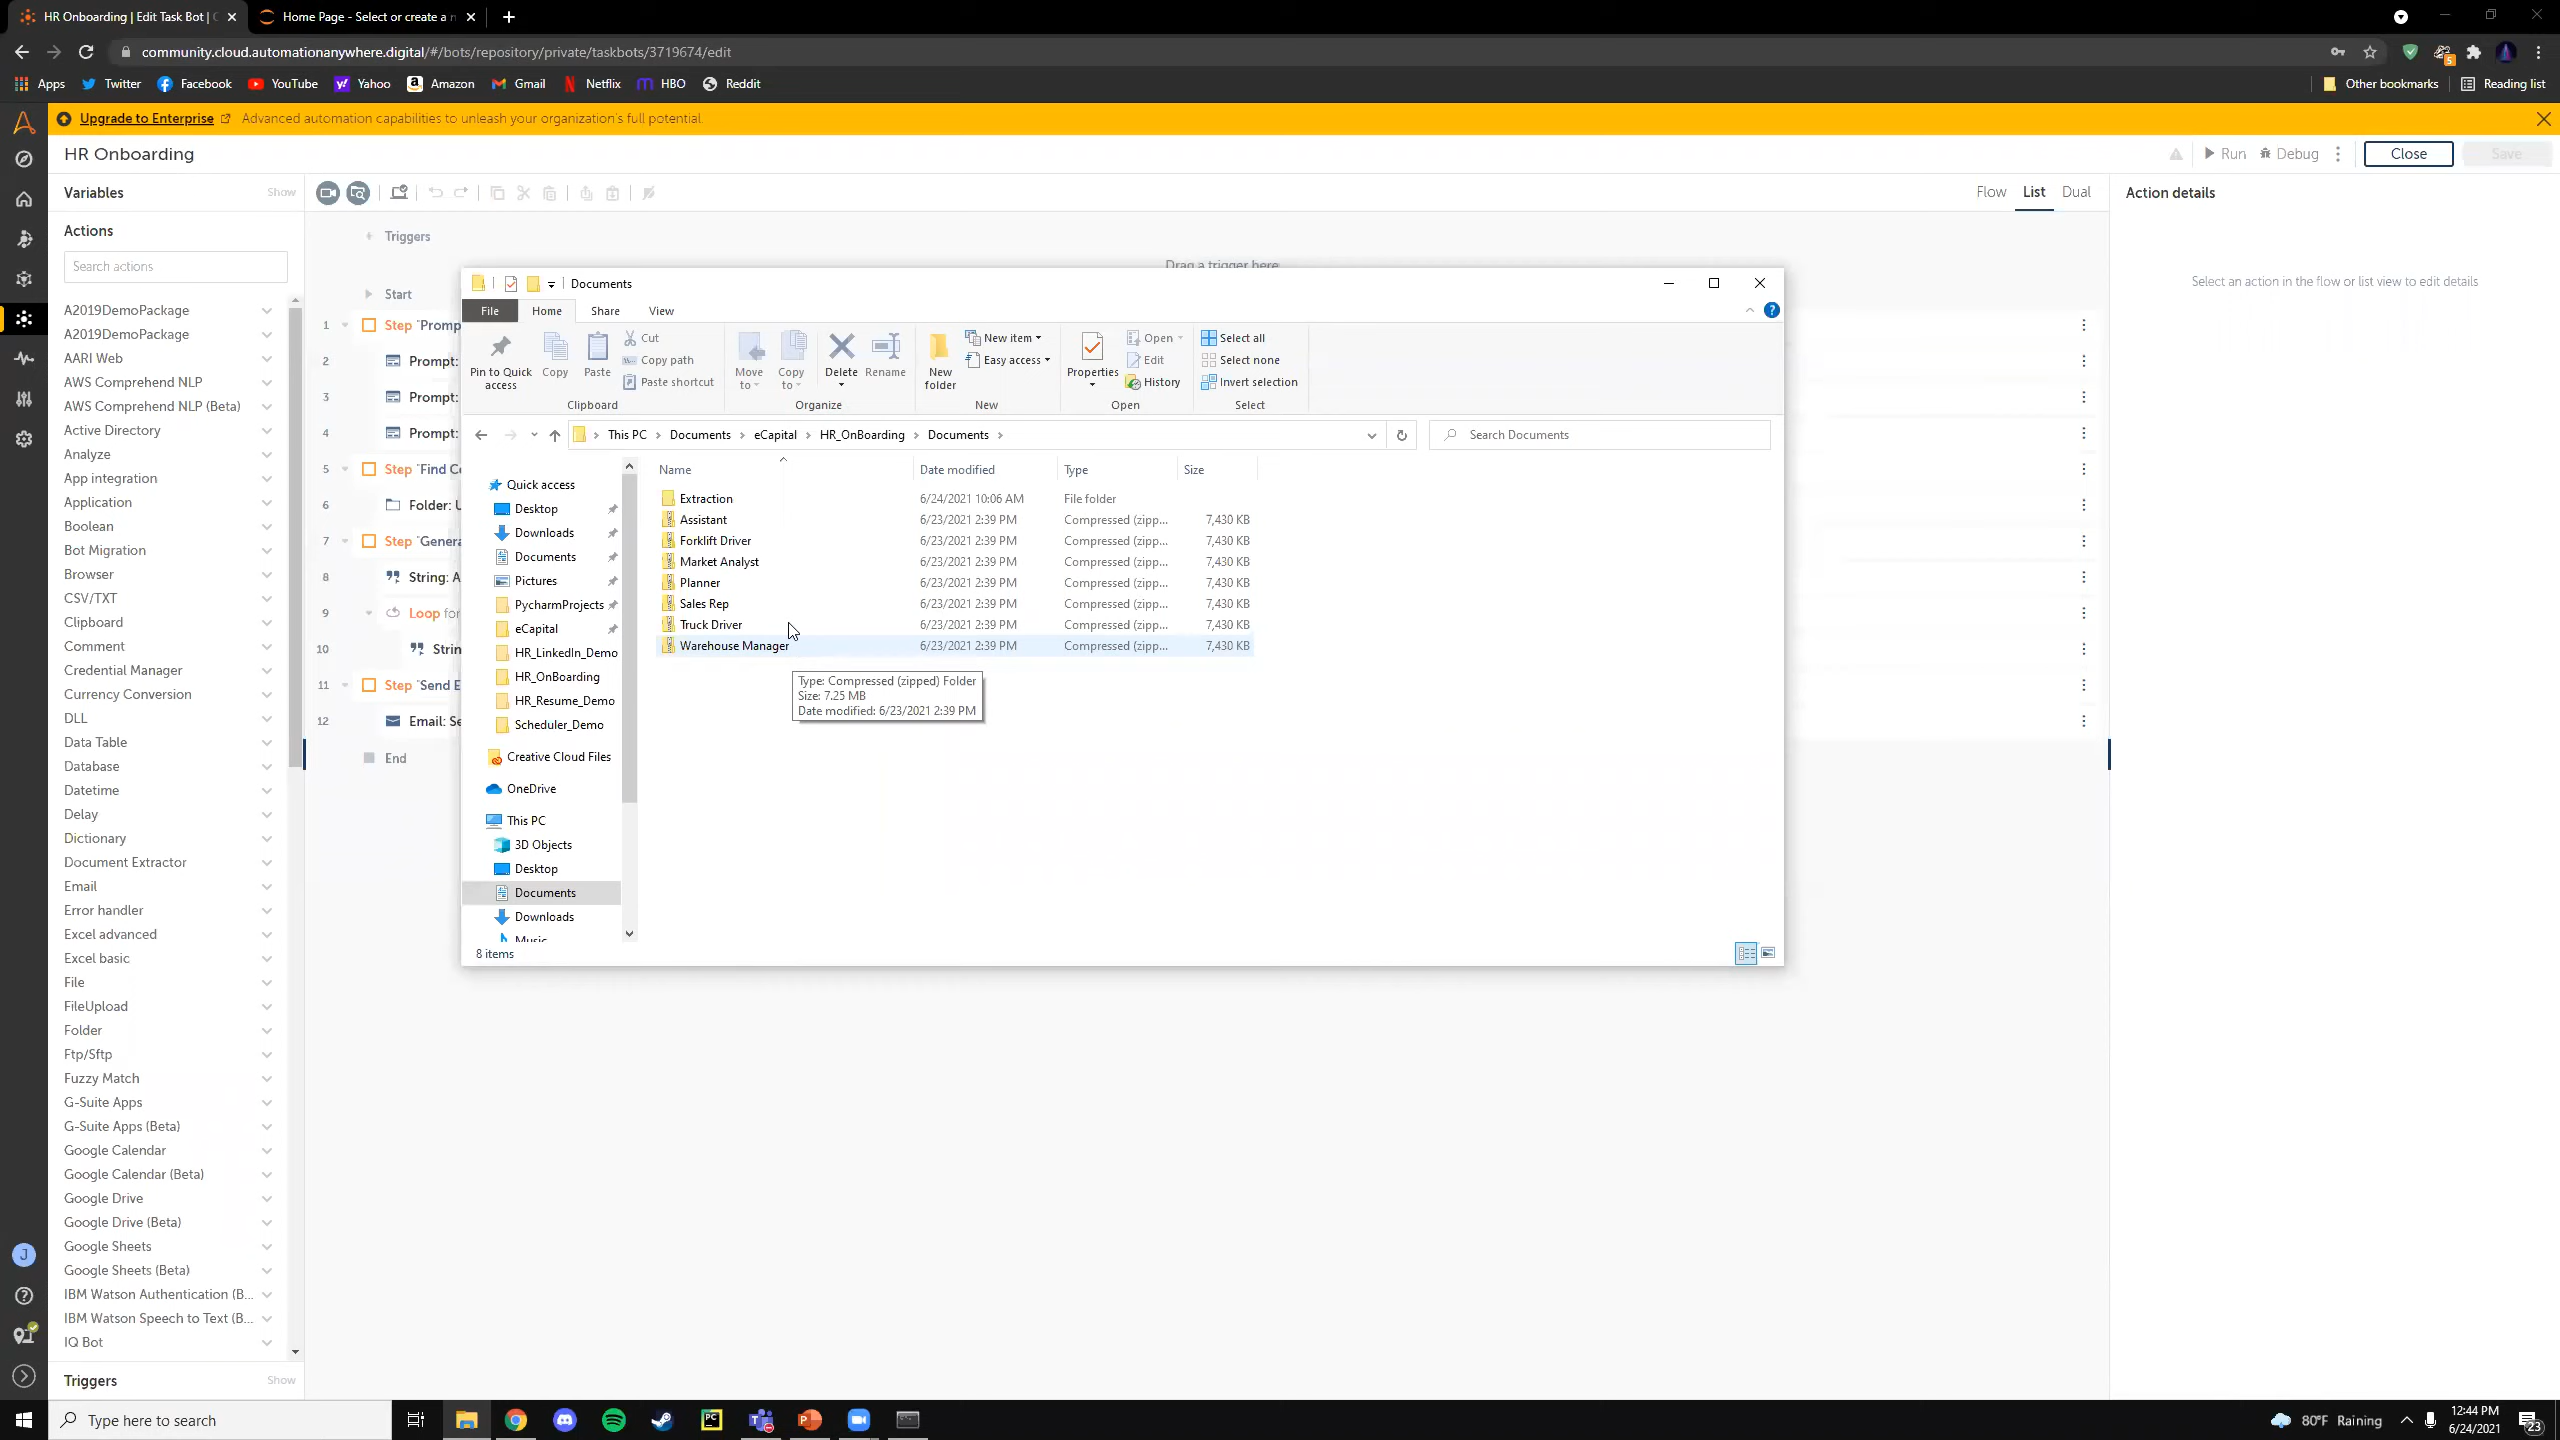 HR Onboarding | Edit Task Bot | C
Home Page - Select or create a n
community.cloud.automationanywhere.digital/#/bots/repository/private/taskbots/3719674/edit
Apps
Twitter
Facebook
YouTube
Yahoo
Amazon
Gmail
Netflix
HBO
Reddit
Other bookmarks
Reading list
Upgrade to Enterprise
Advanced automation capabilities to unleash your organization's full potential.
HR Onboarding
Run
Debug
Close
Save
Variables
Show
Flow
List
Dual
Action details
Select an action in the flow or list view to edit details
Actions
Search actions
A2019DemoPackage
A2019DemoPackage
AARI Web
AWS Comprehend NLP
AWS Comprehend NLP (Beta)
Active Directory
Analyze
App integration
Application
Boolean
Bot Migration
Browser
CSV/TXT
Clipboard
Comment
Credential Manager
Currency Conversion
DLL
Data Table
Database
Datetime
Delay
Dictionary
Document Extractor
Email
Error handler
Excel advanced
Excel basic
File
FileUpload
Folder
Ftp/Sftp
Fuzzy Match
G-Suite Apps
G-Suite Apps (Beta)
Google Calendar
Google Calendar (Beta)
Google Drive
Google Drive (Beta)
Google Sheets
Google Sheets (Beta)
IBM Watson Authentication (B...
IBM Watson Speech to Text (B...
IQ Bot
Triggers
Show
Triggers
Drag a trigger here
Start
1 Step "Promp
2 Prompt:
3 Prompt:
4 Prompt:
5 Step "Find Co
6 Folder: U
7 Step "Genera
8 String: A
9 Loop for
10 Strin
11 Step "Send E
12 Email: Se
End
Documents
File
Home
Share
View
Pin to Quick access
Copy
Paste
Cut
Copy path
Paste shortcut
Clipboard
Move to
Copy to
Delete
Rename
Organize
New folder
New item
Easy access
New
Properties
Open
Edit
History
Open
Select all
Select none
Invert selection
Select
This PC
Documents
eCapital
HR_OnBoarding
Documents
Search Documents
Quick access
Desktop
Downloads
Documents
Pictures
PycharmProjects
eCapital
HR_LinkedIn_Demo
HR_OnBoarding
HR_Resume_Demo
Scheduler_Demo
Creative Cloud Files
OneDrive
This PC
3D Objects
Desktop
Documents
Downloads
Music
Name Date modified Type Size
Extraction 6/24/2021 10:06 AM File folder
Assistant 6/23/2021 2:39 PM Compressed (zipp... 7,430 KB
Forklift Driver 6/23/2021 2:39 PM Compressed (zipp... 7,430 KB
Market Analyst 6/23/2021 2:39 PM Compressed (zipp... 7,430 KB
Planner 6/23/2021 2:39 PM Compressed (zipp... 7,430 KB
Sales Rep 6/23/2021 2:39 PM Compressed (zipp... 7,430 KB
Truck Driver 6/23/2021 2:39 PM Compressed (zipp... 7,430 KB
Warehouse Manager 6/23/2021 2:39 PM Compressed (zipp... 7,430 KB
Type: Compressed (zipped) Folder
Size: 7.25 MB
Date modified: 6/23/2021 2:39 PM
8 items
J
Type here to search
80°F Raining
12:44 PM
6/24/2021
23